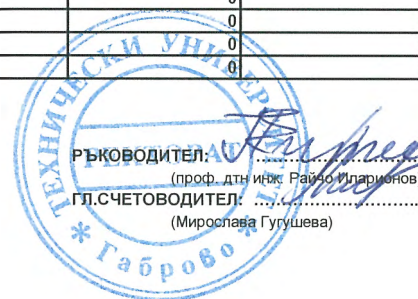 0
0
0
0
ТЕХНИЧЕСКИ УНИВЕРСИТЕТ
РЕКТОРАТ
* Габрово *
РЪКОВОДИТЕЛ:
(проф. дтн инж. Райчо Иларионов
ГЛ.СЧЕТОВОДИТЕЛ:
(Мирослава Гугушева)